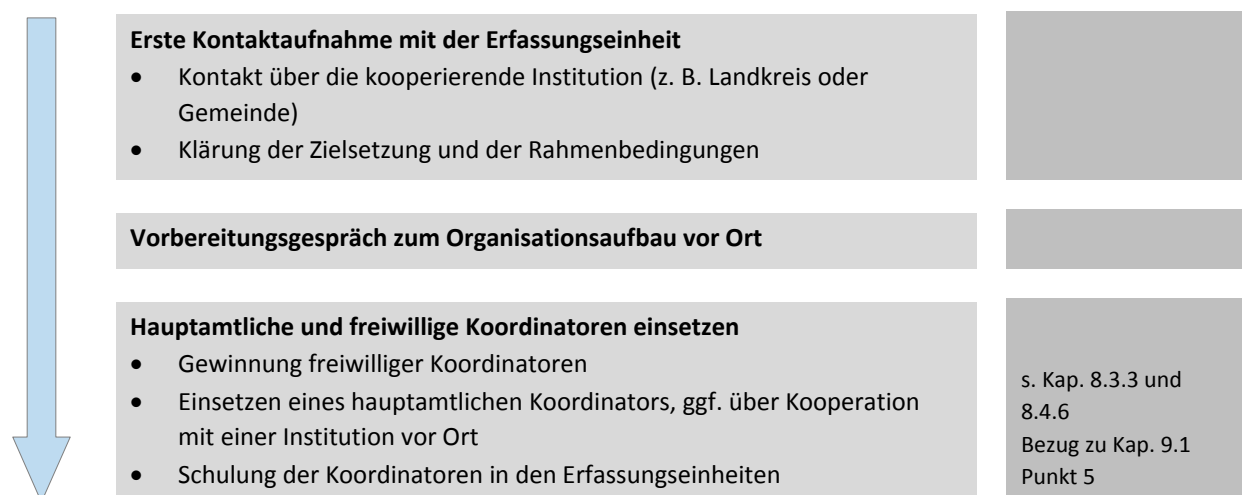 Erste Kontaktaufnahme mit der Erfassungseinheit
• Kontakt über die kooperierende Institution (z. B. Landkreis oder
Gemeinde)
• Klärung der Zielsetzung und der Rahmenbedingungen
Vorbereitungsgespräch zum Organisationsaufbau vor Ort
Hauptamtliche und freiwillige Koordinatoren einsetzen
• Gewinnung freiwilliger Koordinatoren
• Einsetzen eines hauptamtlichen Koordinators, ggf. über Kooperation
mit einer Institution vor Ort
• Schulung der Koordinatoren in den Erfassungseinheiten
s. Kap. 8.3.3 und
8.4.6
Bezug zu Kap. 9.1
Punkt 5